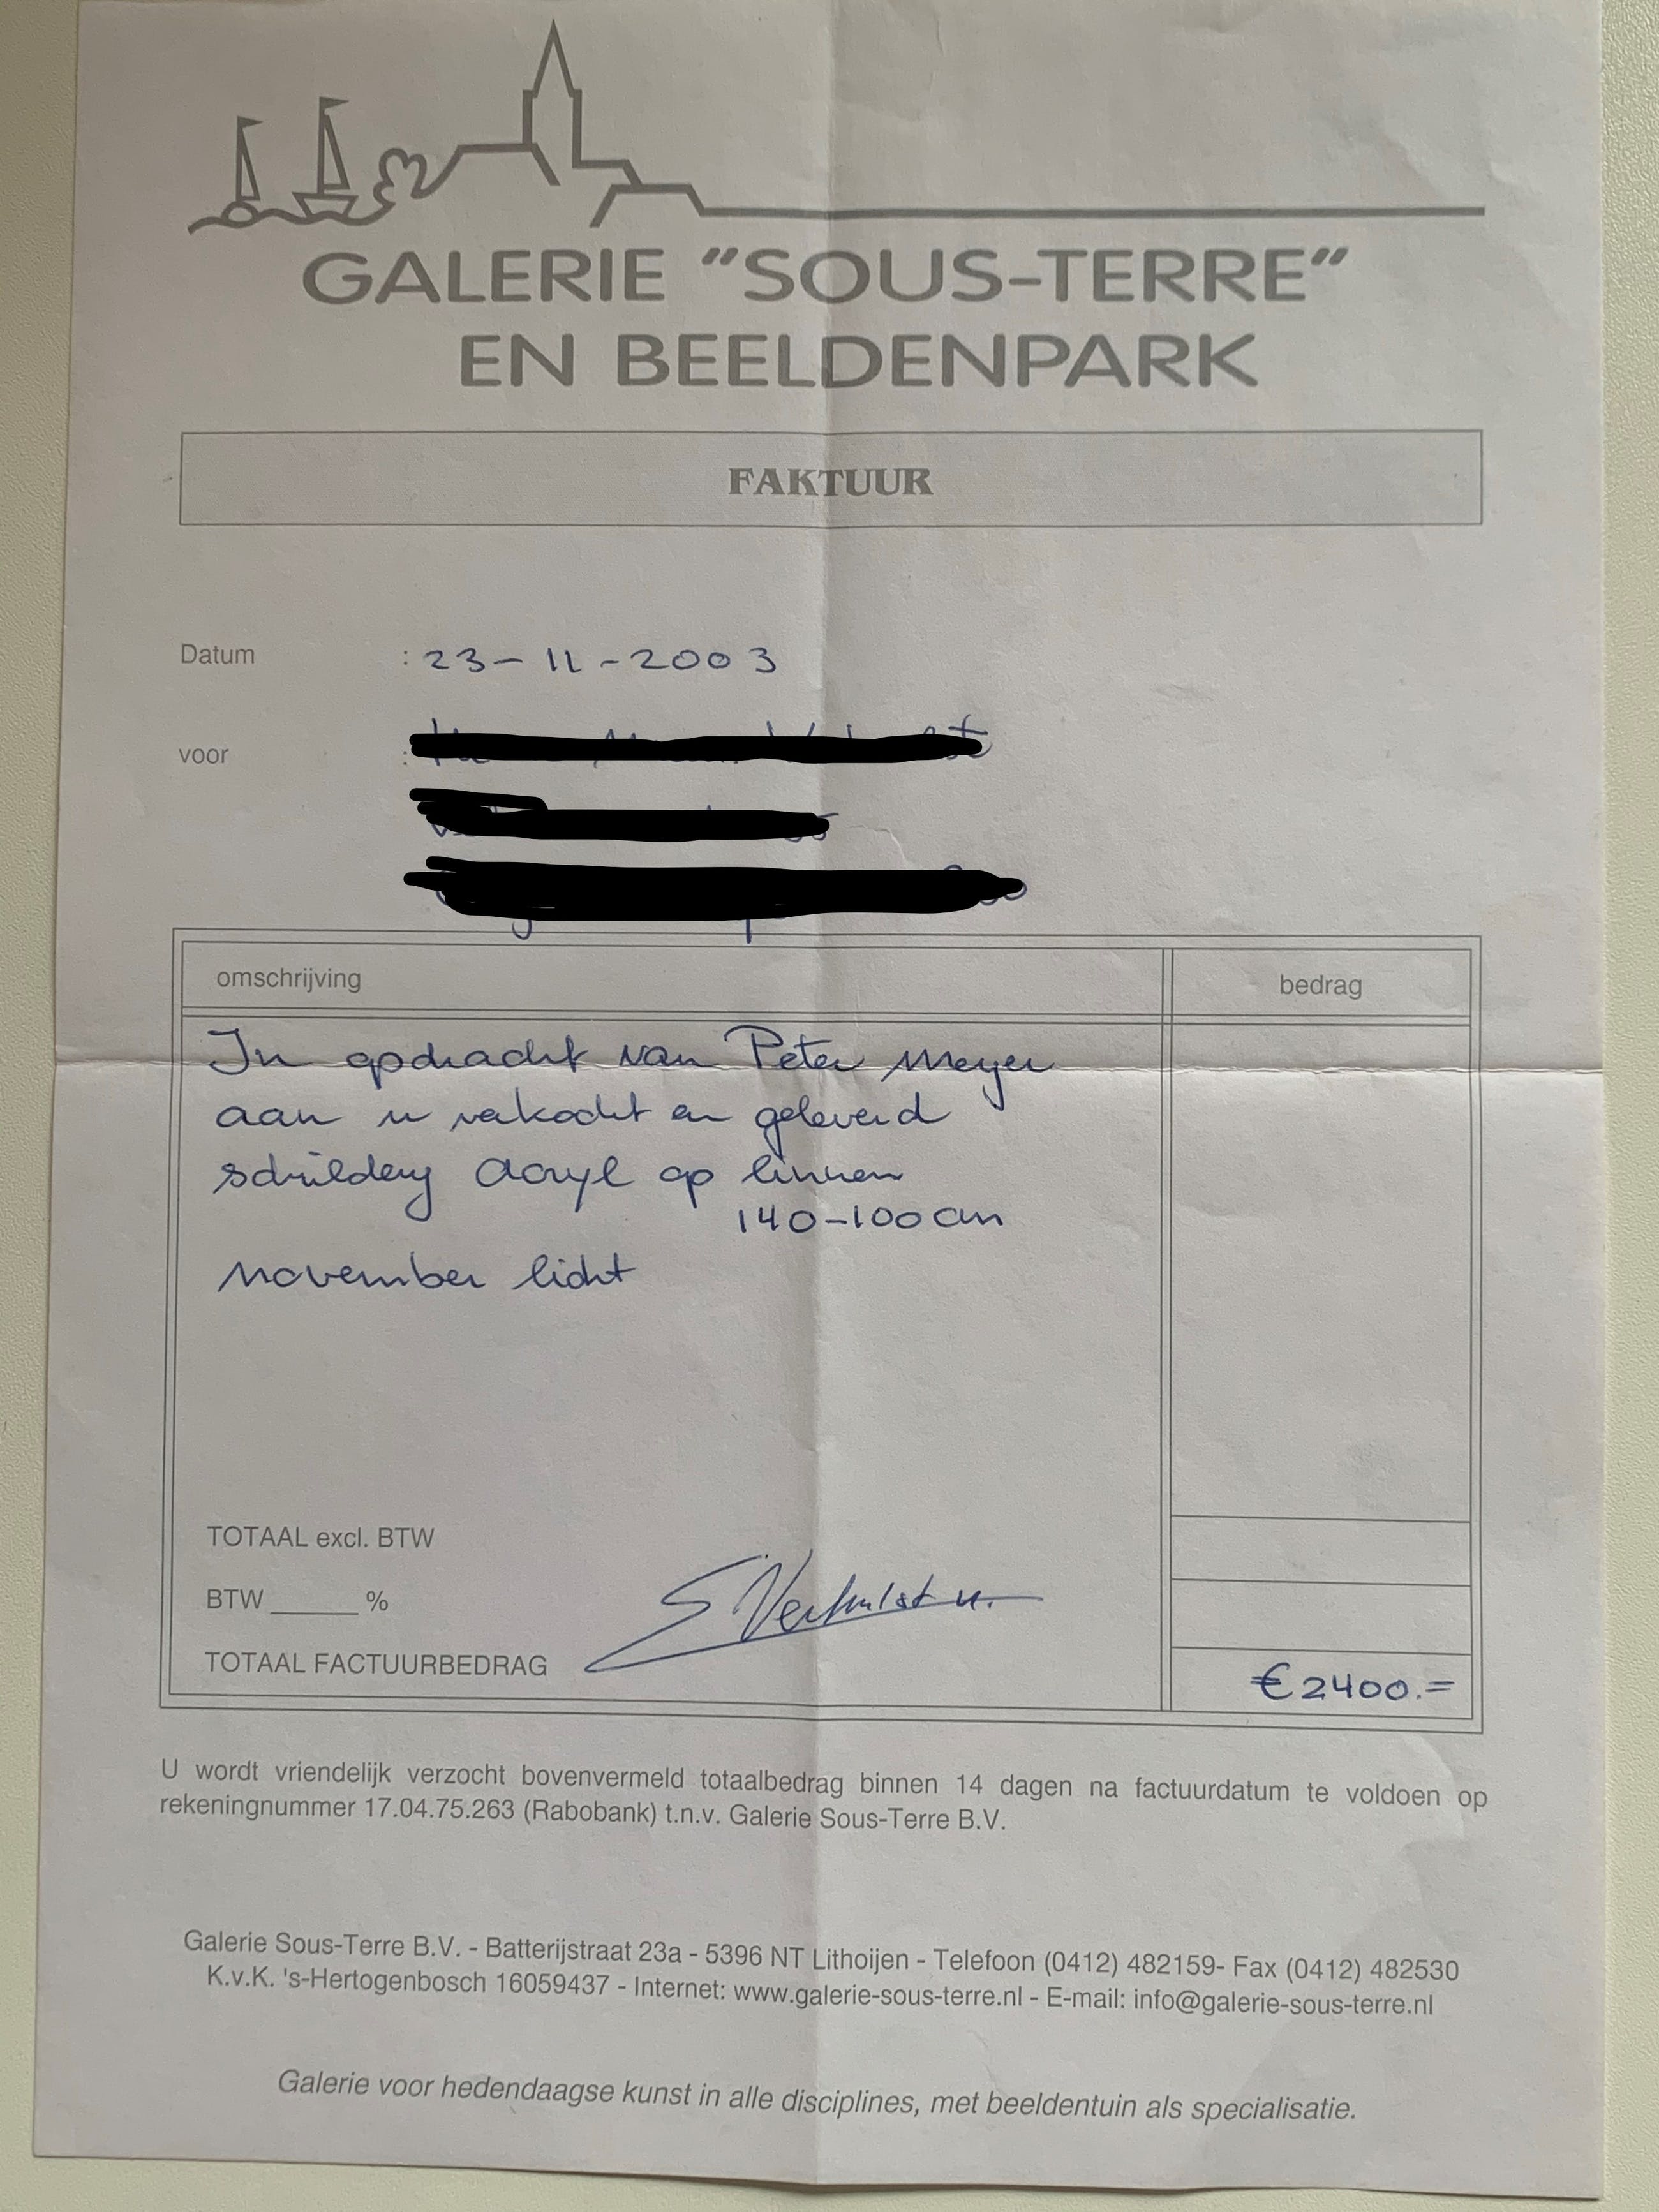 GALERIE "SOUS-TERRE"
EN BEELDENPARK
FAKTUUR
Datum : 23-11-2003
voor :
omschrijving bedrag
In opdracht van Peter Meyer
aan u verkocht en geleverd
schildery Acryl op linnen
140-100 cm
november licht
TOTAAL excl. BTW
BTW ______ %
TOTAAL FACTUURBEDRAG €2400.=
U wordt vriendelijk verzocht bovenvermeld totaalbedrag binnen 14 dagen na factuurdatum te voldoen op
rekeningnummer 17.04.75.263 (Rabobank) t.n.v. Galerie Sous-Terre B.V.
Galerie Sous-Terre B.V. - Batterijstraat 23a - 5396 NT Lithoijen - Telefoon (0412) 482159- Fax (0412) 482530
K.v.K. 's-Hertogenbosch 16059437 - Internet: www.galerie-sous-terre.nl - E-mail: info@galerie-sous-terre.nl
Galerie voor hedendaagse kunst in alle disciplines, met beeldentuin als specialisatie.